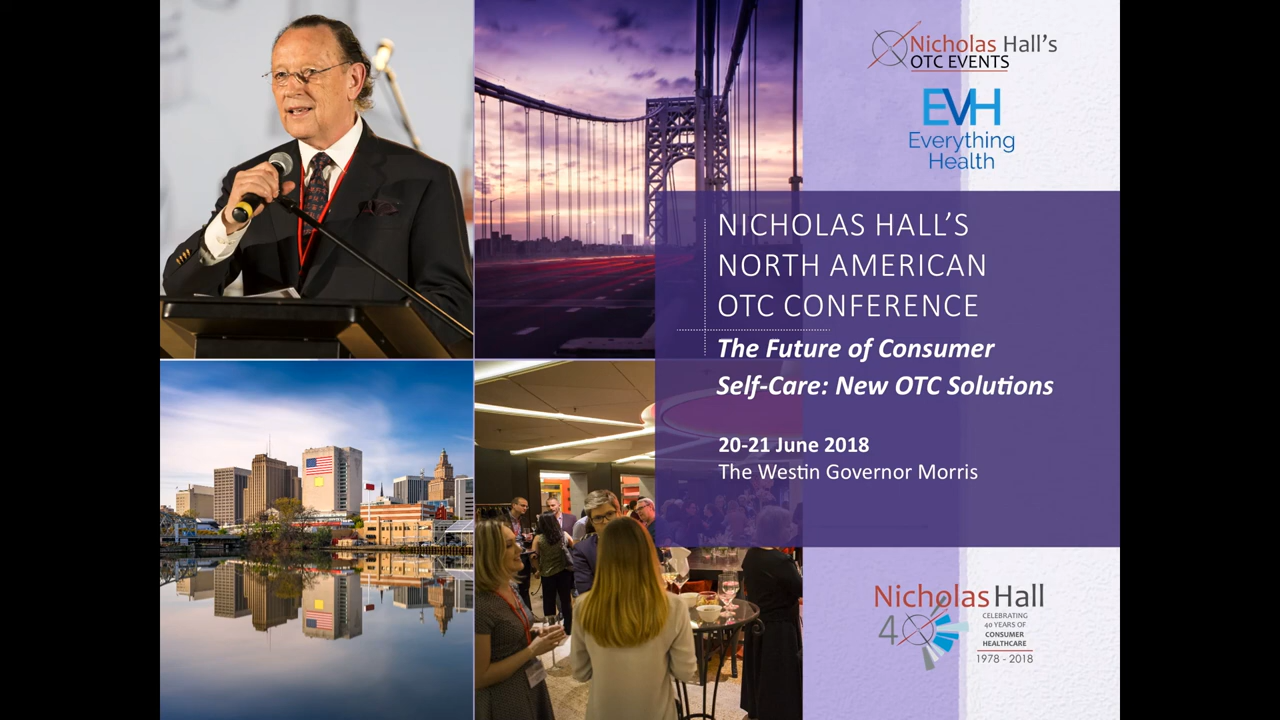 Nicholas Hall's
OTC EVENTS
EVH
Everything
Health
NICHOLAS HALL'S
NORTH AMERICAN
OTC CONFERENCE
The Future of Consumer
Self-Care: New OTC Solutions
20-21 June 2018
The Westin Governor Morris
Nicholas Hall
40
CELEBRATING
40 YEARS OF
CONSUMER
HEALTHCARE
1978 - 2018